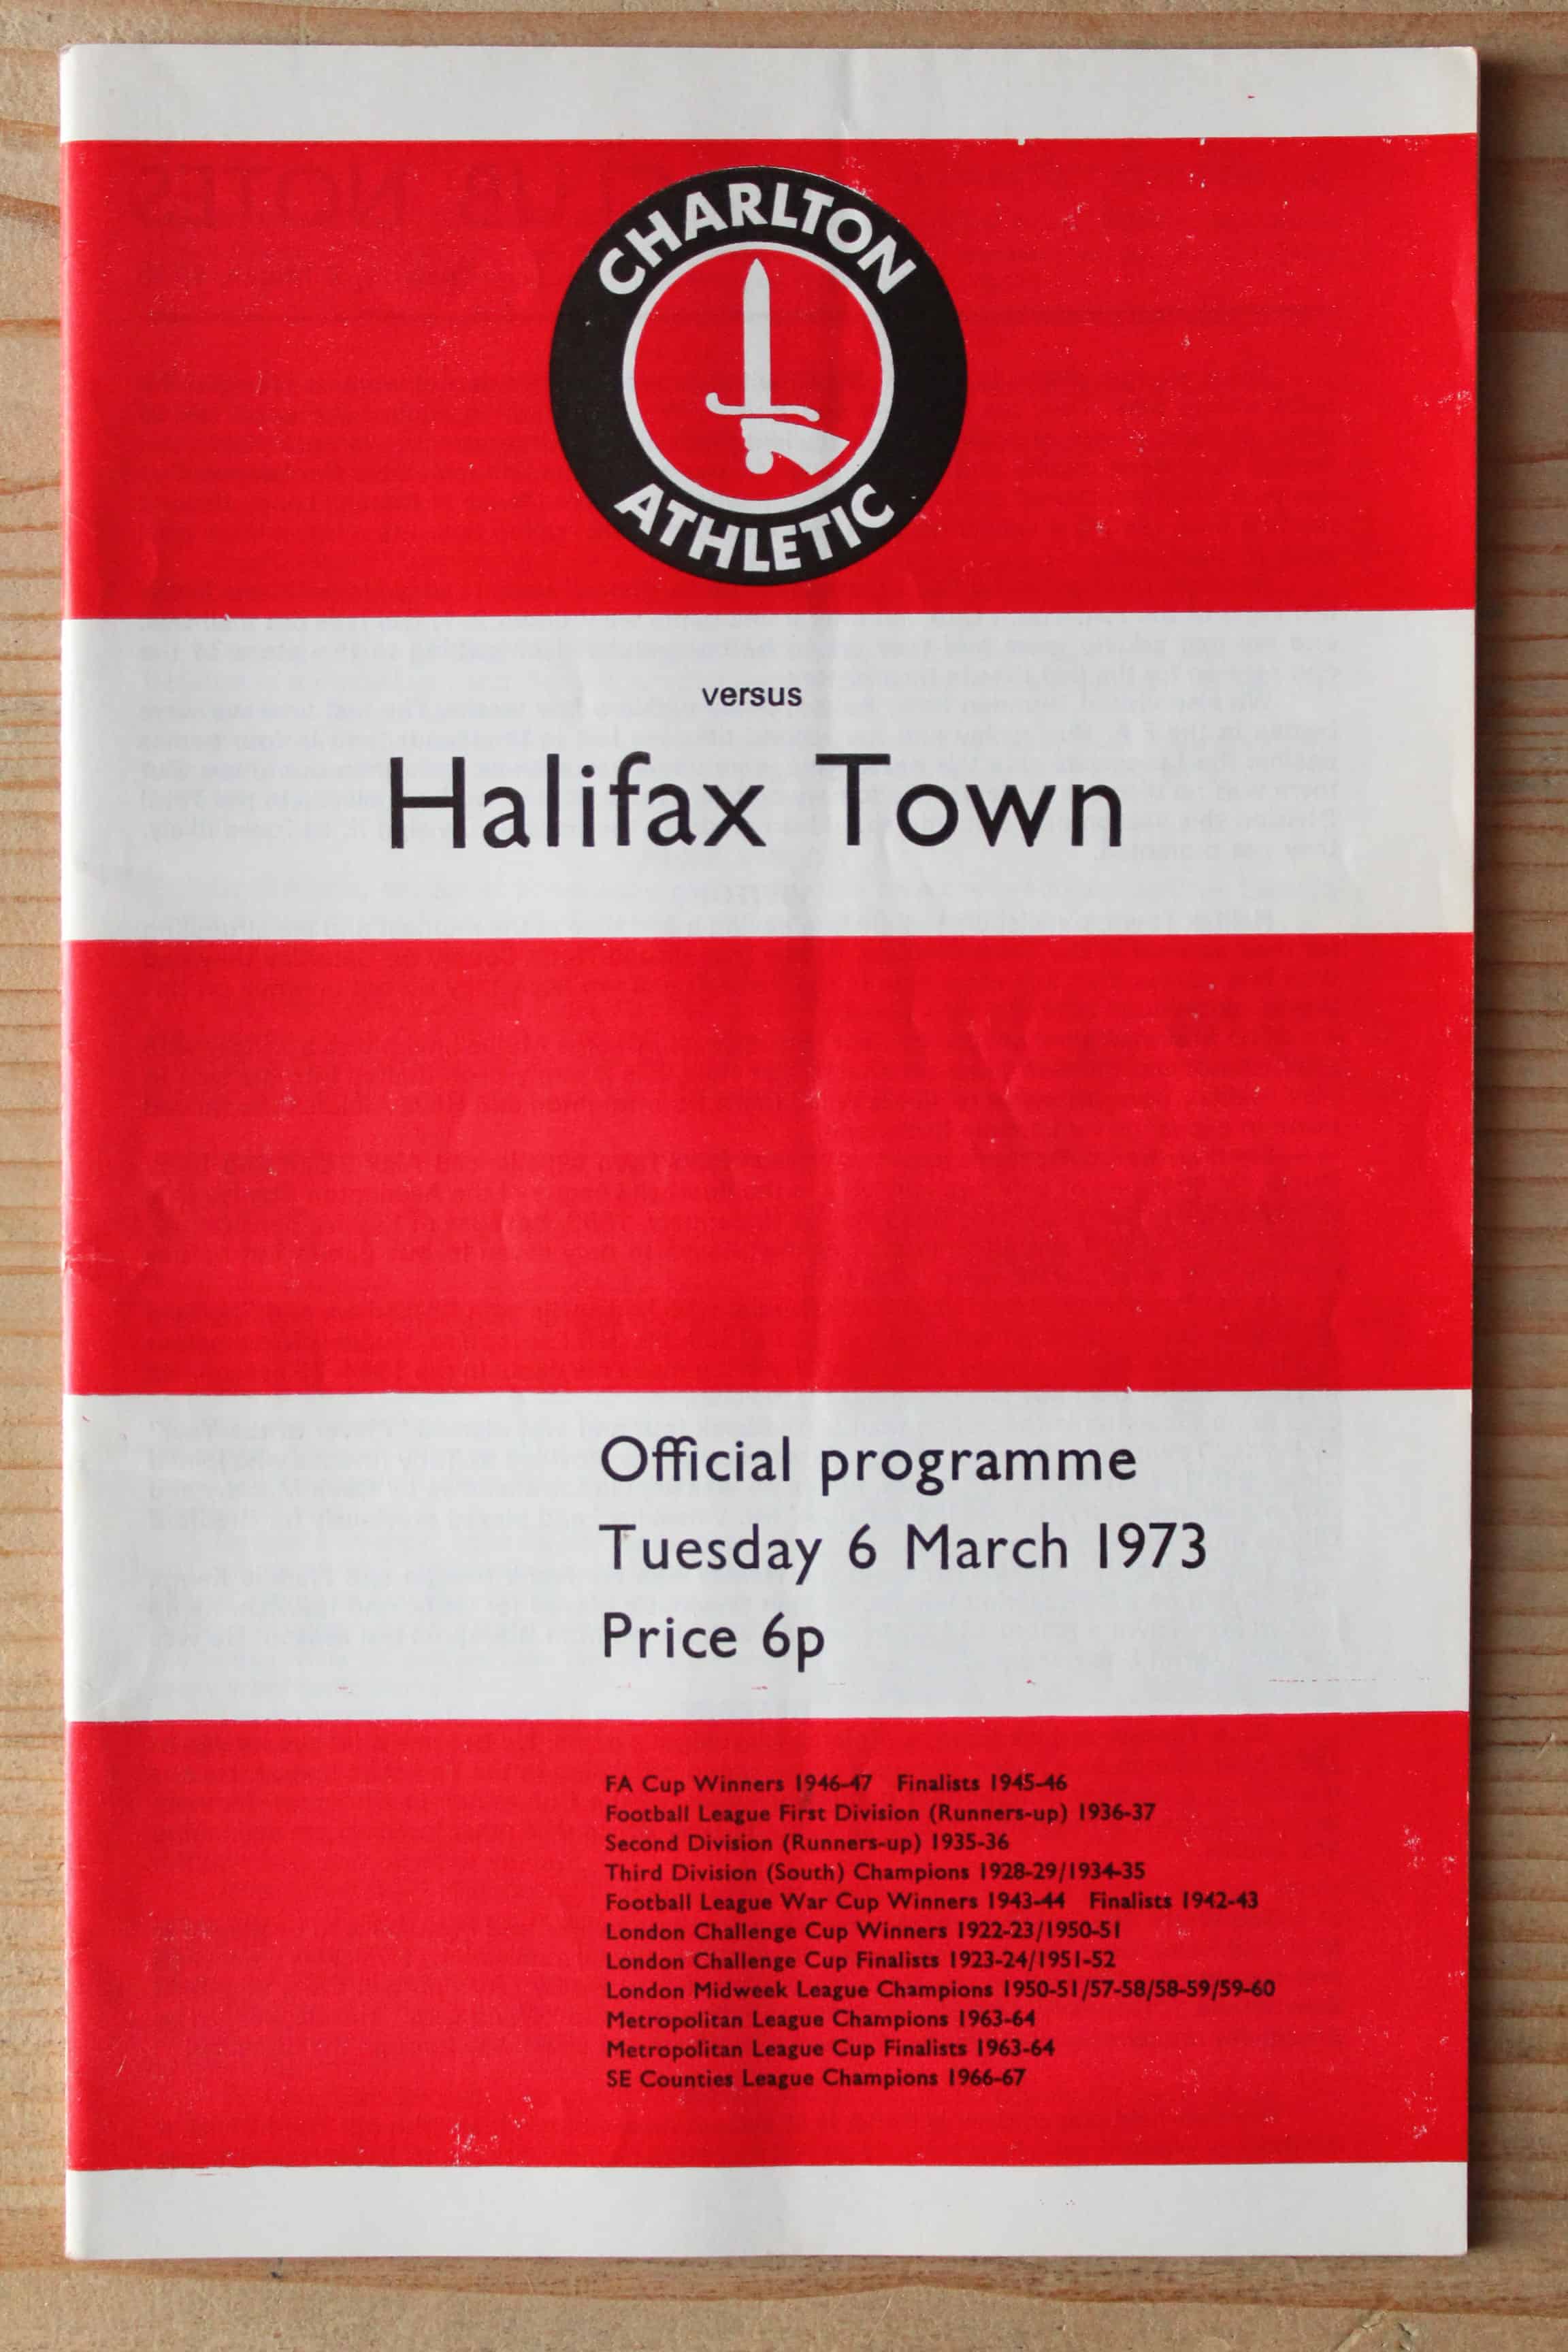 CHARLTON
ATHLETIC
versus
Halifax Town
Official programme
Tuesday 6 March 1973
Price 6p
FA Cup Winners 1946-47 Finalists 1945-46
Football League First Division (Runners-up) 1936-37
Second Division (Runners-up) 1935-36
Third Division (South) Champions 1928-29/1934-35
Football League War Cup Winners 1943-44 Finalists 1942-43
London Challenge Cup Winners 1922-23/1950-51
London Challenge Cup Finalists 1923-24/1951-52
London Midweek League Champions 1950-51/57-58/58-59/59-60
Metropolitan League Champions 1963-64
Metropolitan League Cup Finalists 1963-64
SE Counties League Champions 1966-67